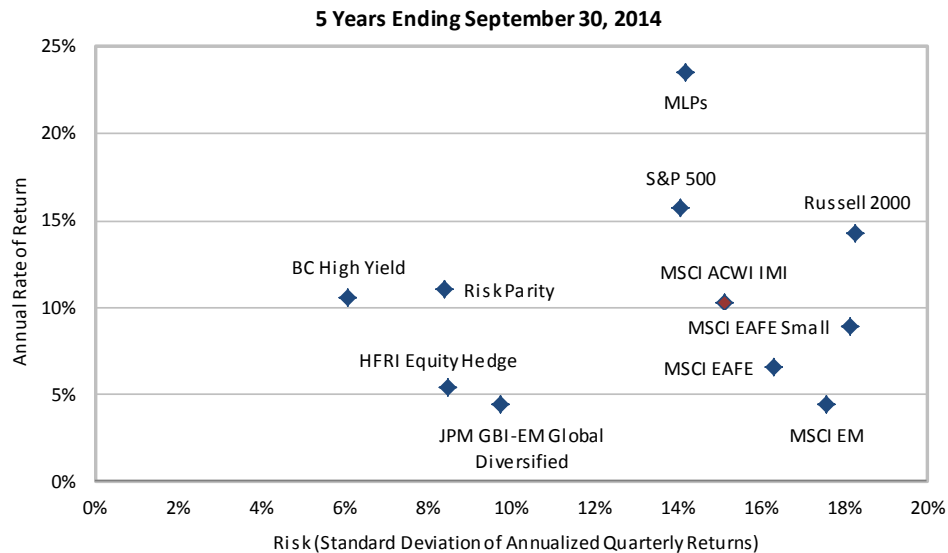 5 Years Ending September 30, 2014
25%
20%
15%
10%
5%
0%
Annual Rate of Return
MLPs
S&P 500
Russell 2000
BC High Yield
Risk Parity
MSCI ACWI IMI
MSCI EAFE Small
HFRI Equity Hedge
MSCI EAFE
JPM GBI-EM Global
Diversified
MSCI EM
0% 2% 4% 6% 8% 10% 12% 14% 16% 18% 20%
Risk (Standard Deviation of Annualized Quarterly Returns)